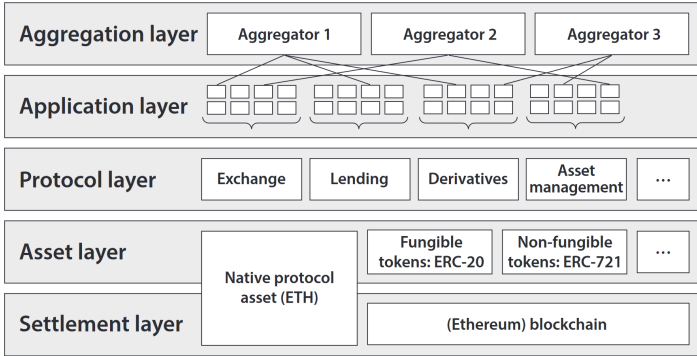 Aggregation layer
Aggregator 1
Aggregator 2
Aggregator 3
Application layer
Protocol layer
Exchange
Lending
Derivatives
Asset
management
...
Asset layer
Native protocol
asset (ETH)
Fungible
tokens: ERC-20
Non-fungible
tokens: ERC-721
...
Settlement layer
(Ethereum) blockchain